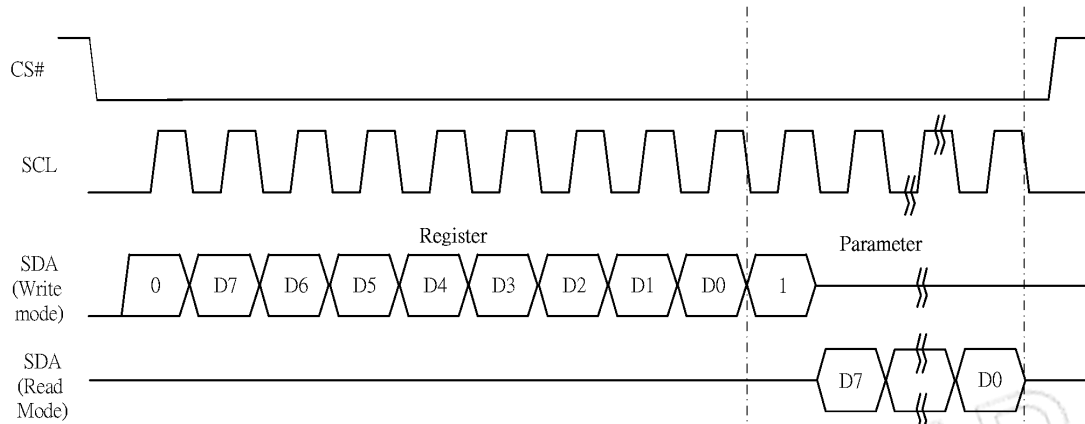 CS#
SCL
Register
Parameter
SDA
(Write
mode)
0 D7 D6 D5 D4 D3 D2 D1 D0 1
SDA
(Read
Mode)
D7 D0